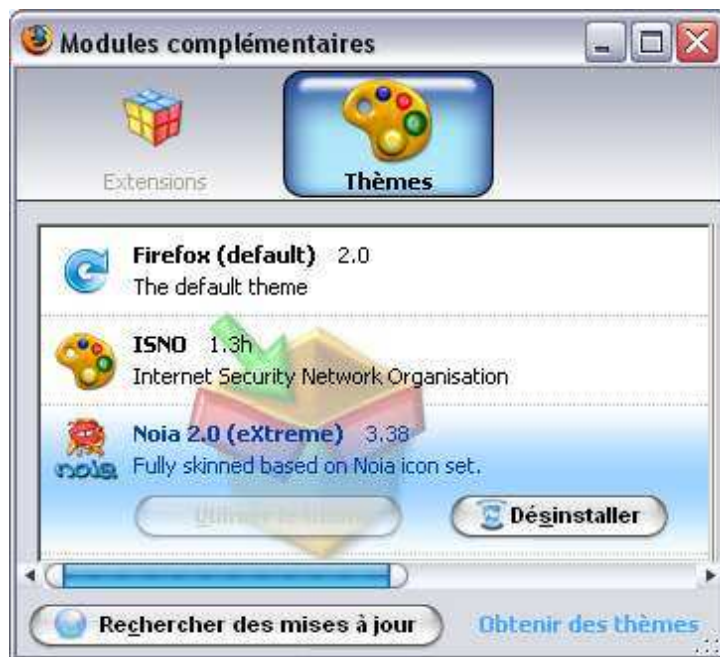 Modules complémentaires
Extensions
Thèmes
Firefox (default) 2.0
The default theme
ISNO 1.3h
Internet Security Network Organisation
Noia 2.0 (eXtreme) 3.38
noia Fully skinned based on Noia icon set.
Désinstaller
Rechercher des mises à jour Obtenir des thèmes